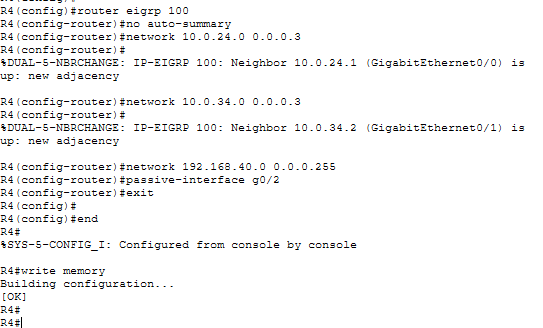 R4(config)#router eigrp 100
R4(config-router)#no auto-summary
R4(config-router)#network 10.0.24.0 0.0.0.3
R4(config-router)#
%DUAL-5-NBRCHANGE: IP-EIGRP 100: Neighbor 10.0.24.1 (GigabitEthernet0/0) is
up: new adjacency
R4(config-router)#network 10.0.34.0 0.0.0.3
R4(config-router)#
%DUAL-5-NBRCHANGE: IP-EIGRP 100: Neighbor 10.0.34.2 (GigabitEthernet0/1) is
up: new adjacency
R4(config-router)#network 192.168.40.0 0.0.0.255
R4(config-router)#passive-interface g0/2
R4(config-router)#exit
R4(config)#
R4(config)#end
R4#
%SYS-5-CONFIG_I: Configured from console by console
R4#write memory
Building configuration...
[OK]
R4#
R4#